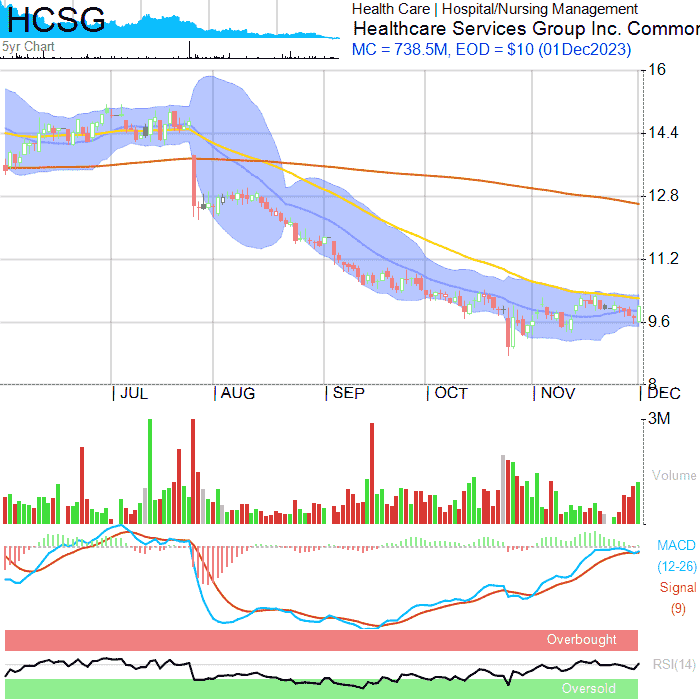 HCSG
Health Care | Hospital/Nursing Management
Healthcare Services Group Inc. Common
MC = 738.5M, EOD = $10 (01Dec2023)
5yr Chart
16
14.4
12.8
11.2
9.6
8
JUL AUG SEP OCT NOV DEC
3M
Volume
MACD
(12-26)
Signal
(9)
Overbought
RSI(14)
Oversold